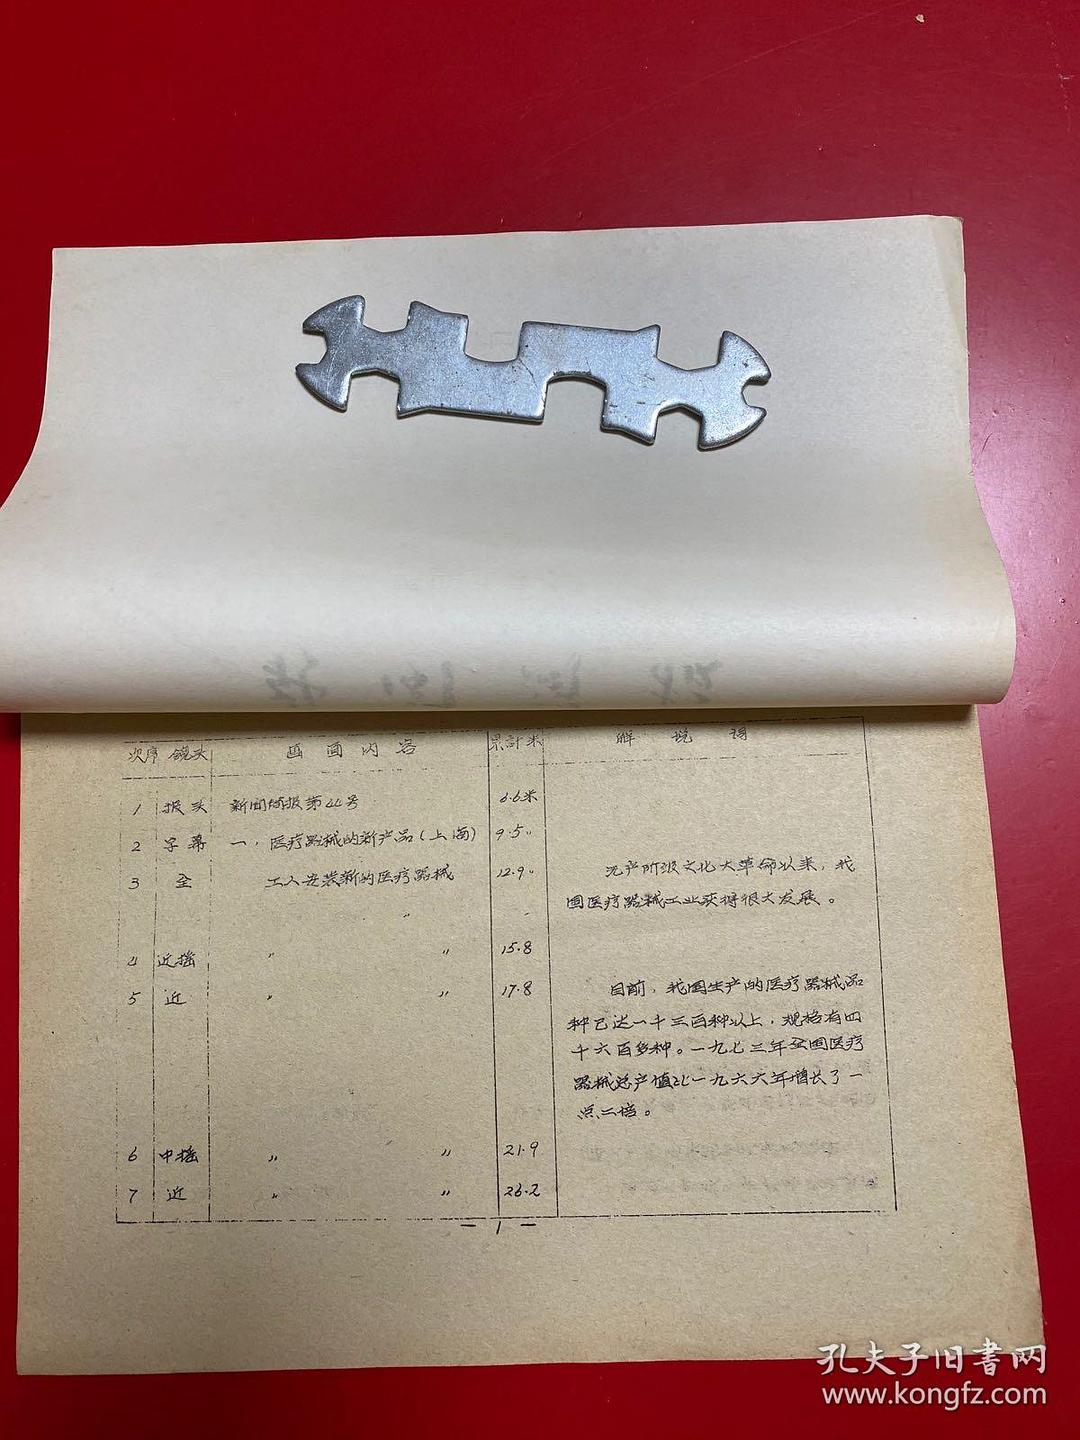 次序 镜头 画面内容 累計米 解说词
1 报头 新闻简报第44号 6.6米
2 字幕 一、医疗器械的新产品(上海) 9.5〃
3 全 工人安装新的医疗器械 12.9〃
无产阶级文化大革命以来，我
国医疗器械工业获得很大发展。
4 近摇 〃 〃 15.8
5 近 〃 〃 17.8
目前，我国生产的医疗器械品
种已达一千三百种以上，规格有四
千六百多种。一九七三年全国医疗
器械总产值比一九六六年增长了一
点二倍。
6 中摇 〃 〃 21.9
7 近 〃 〃 26.2
— 1 —
孔夫子旧書网
www.kongfz.com